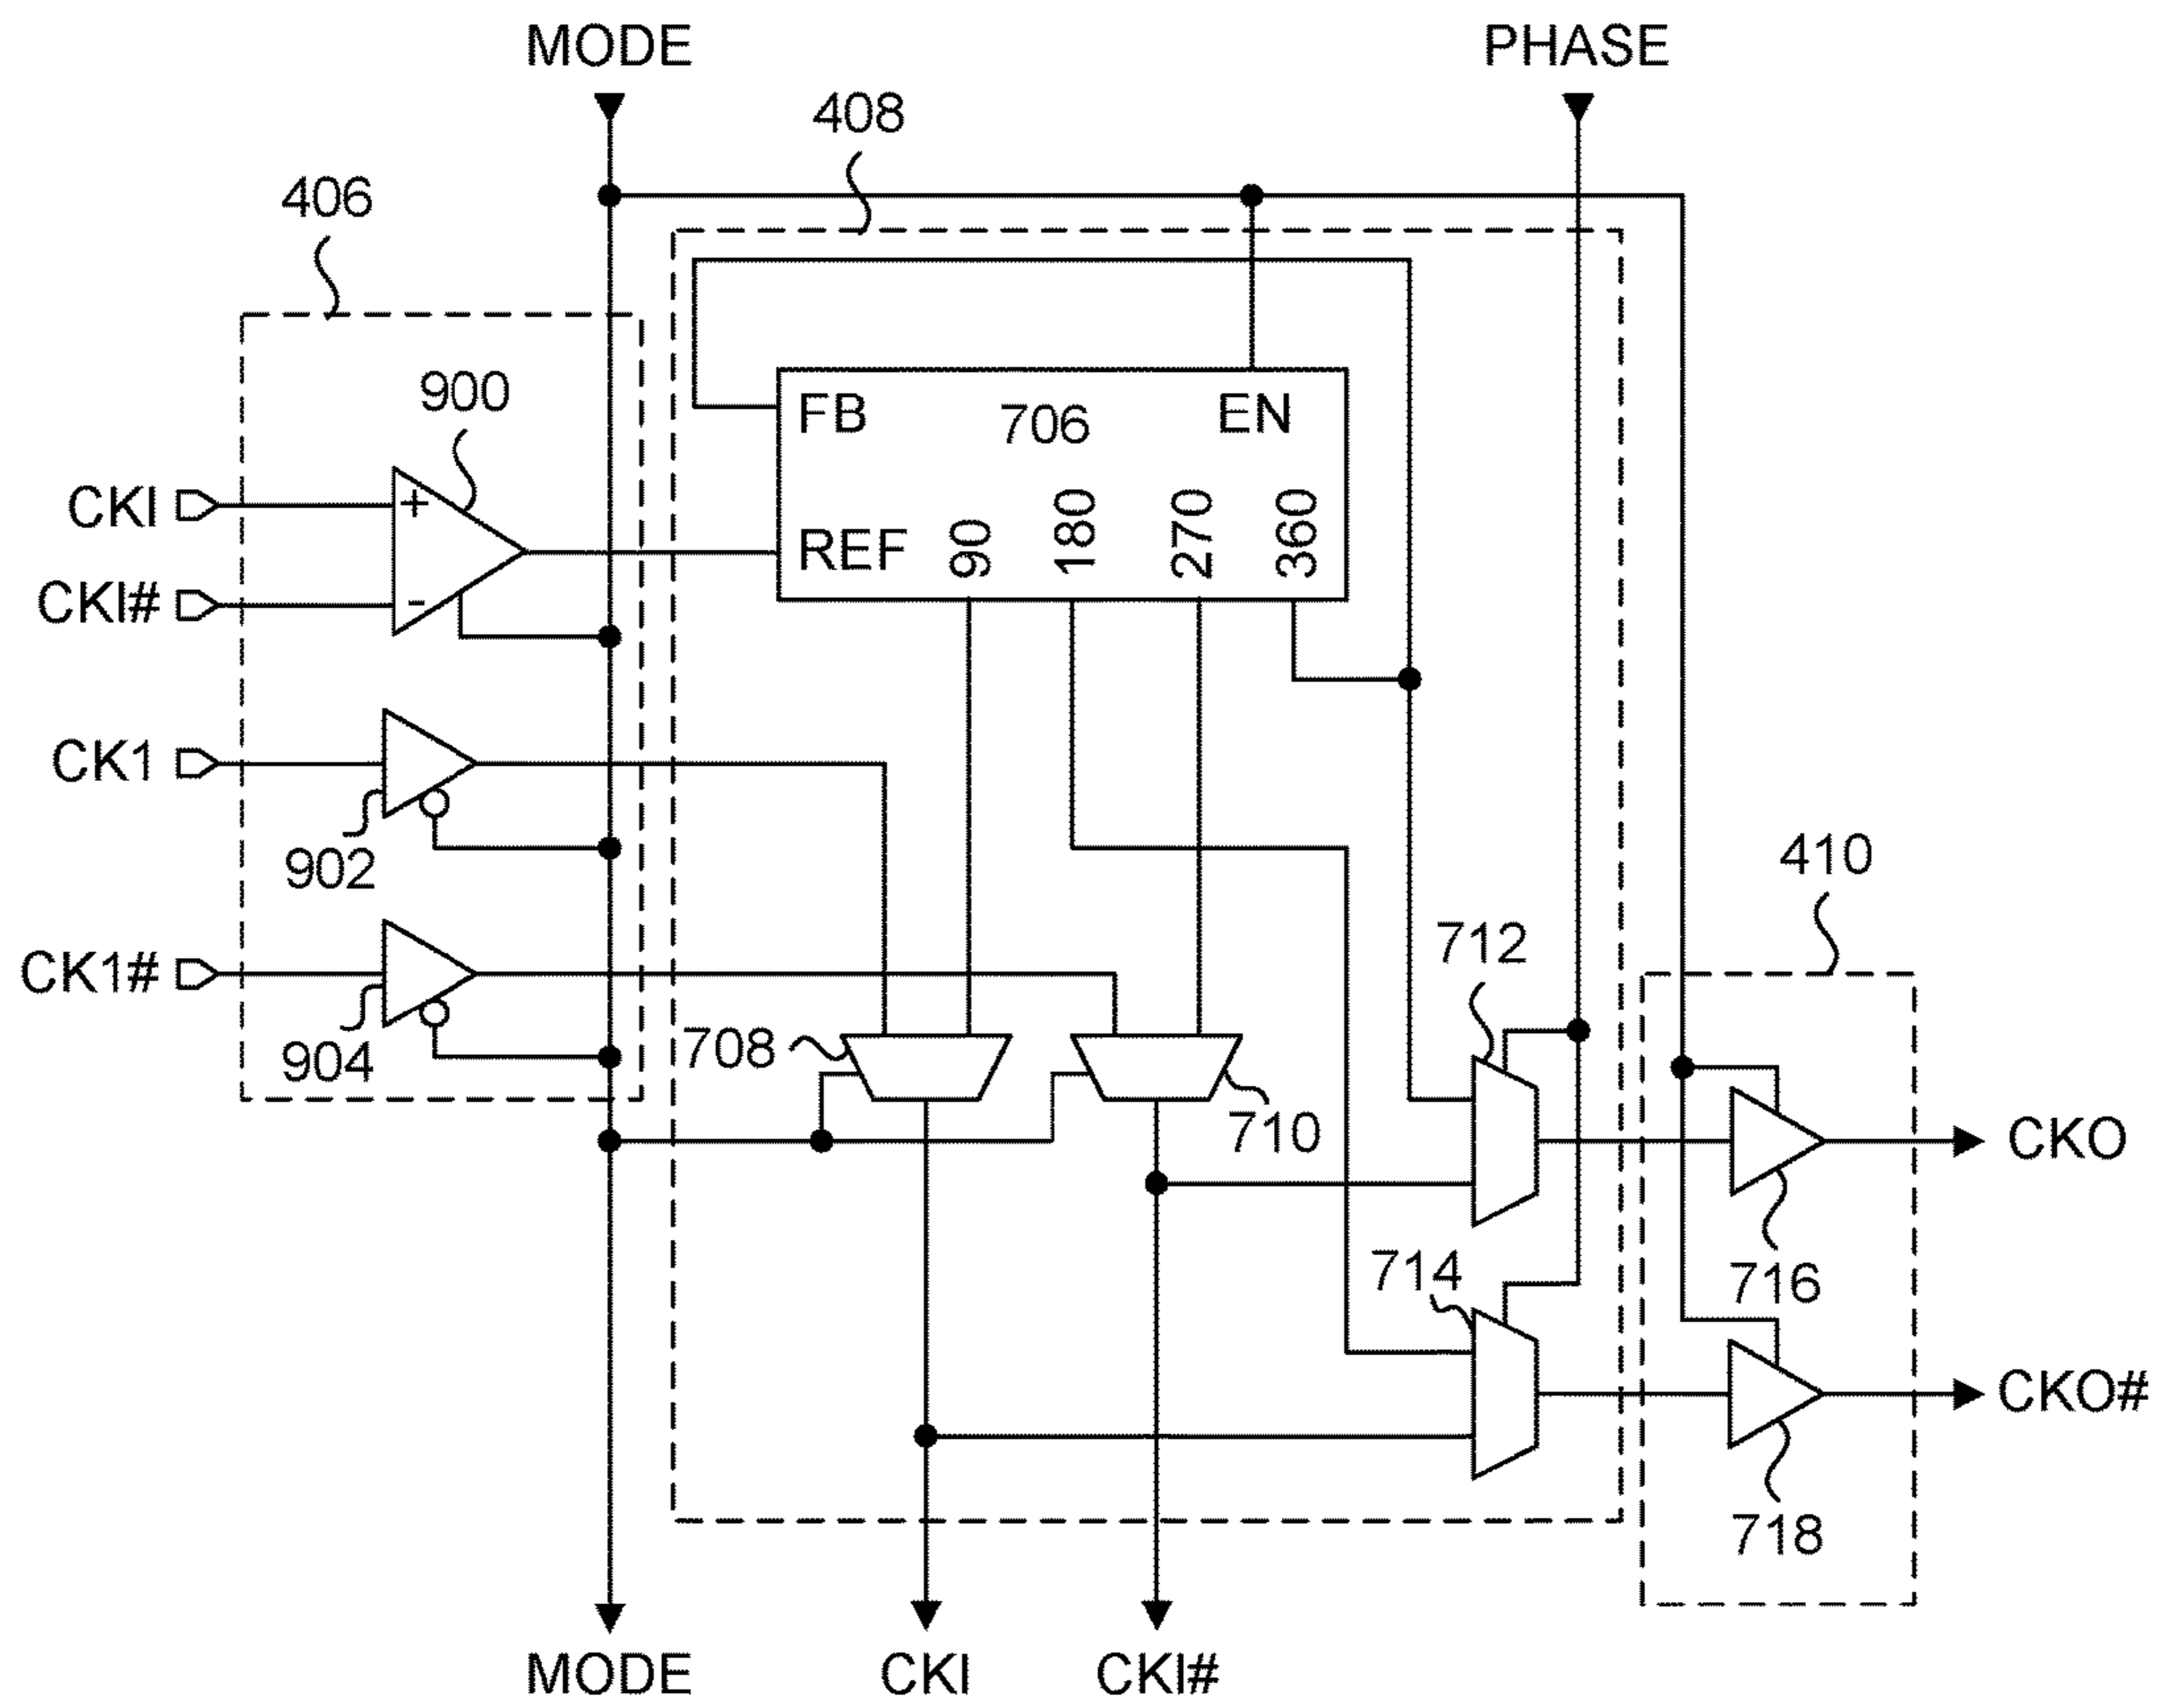 MODE
PHASE
408
406
900
FB
706
EN
CKI
CKI#
REF
90
180
270
360
CK1
902
410
CK1#
904
712
708
710
CKO
714
716
CKO#
718
MODE
CKI
CKI#
+
-